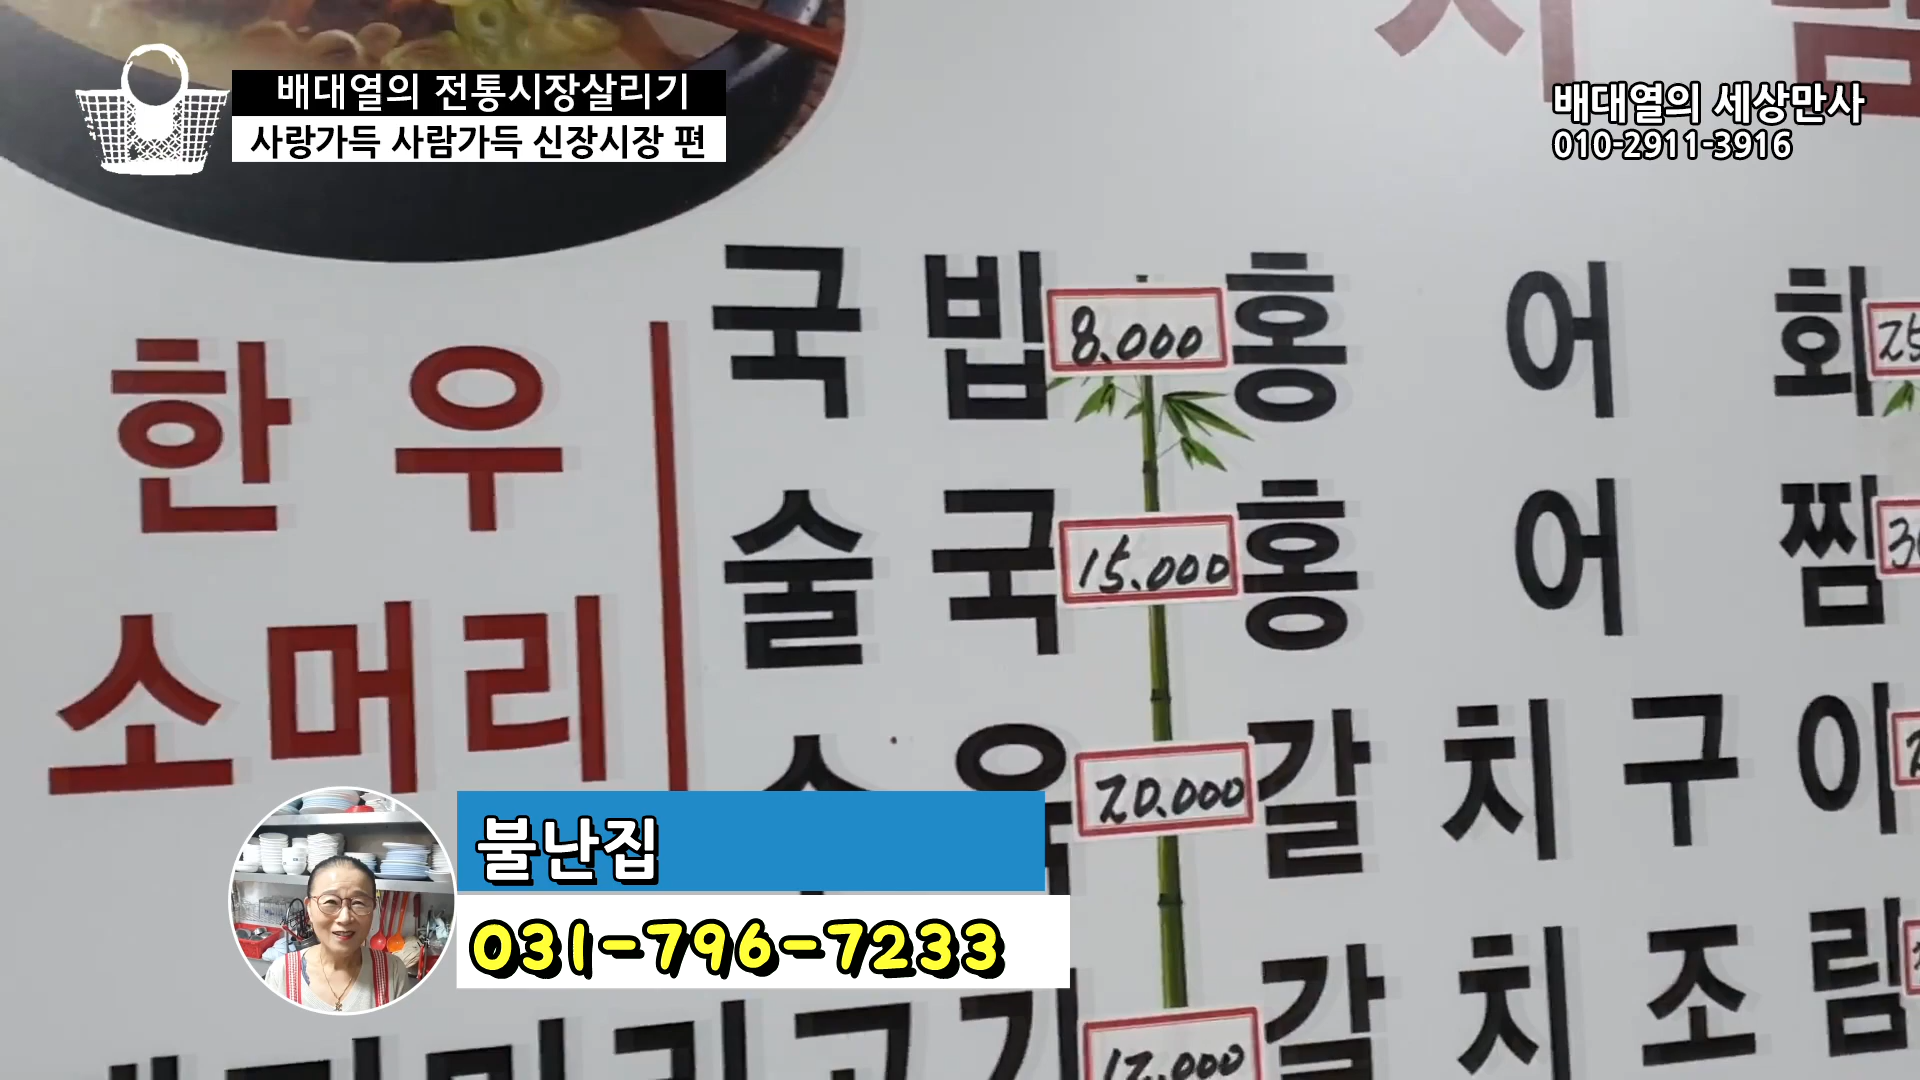 배대열의 전통시장살리기
사랑가득 사람가득 신장시장 편
배대열의 세상만사
010-2911-3916
한우
소머리
국밥 8.000
술국 15.000
20.000
홍어회
홍어찜
갈치구이
갈치조림
12.000
불난집
031-796-7233